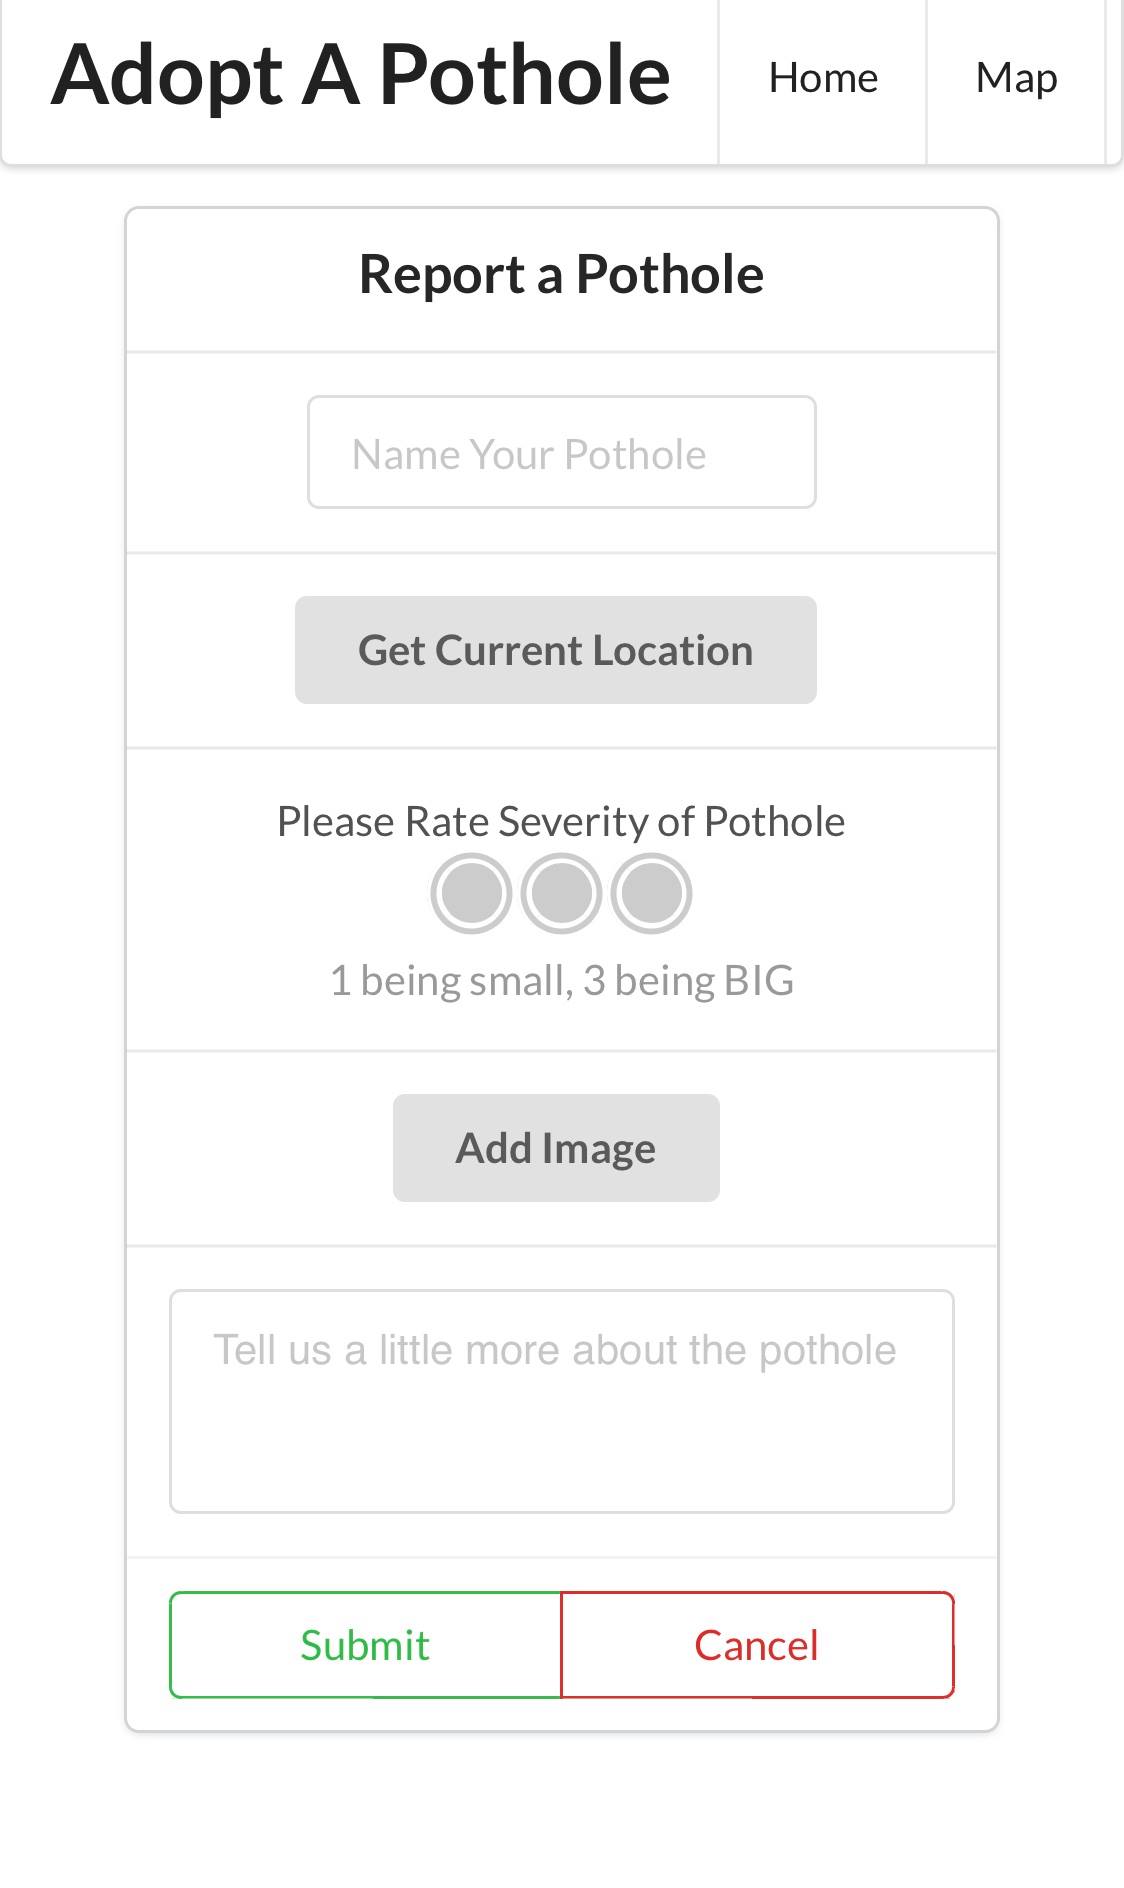 Adopt A Pothole Home Map
Report a Pothole
Name Your Pothole
Get Current Location
Please Rate Severity of Pothole
1 being small, 3 being BIG
Add Image
Tell us a little more about the pothole
Submit Cancel